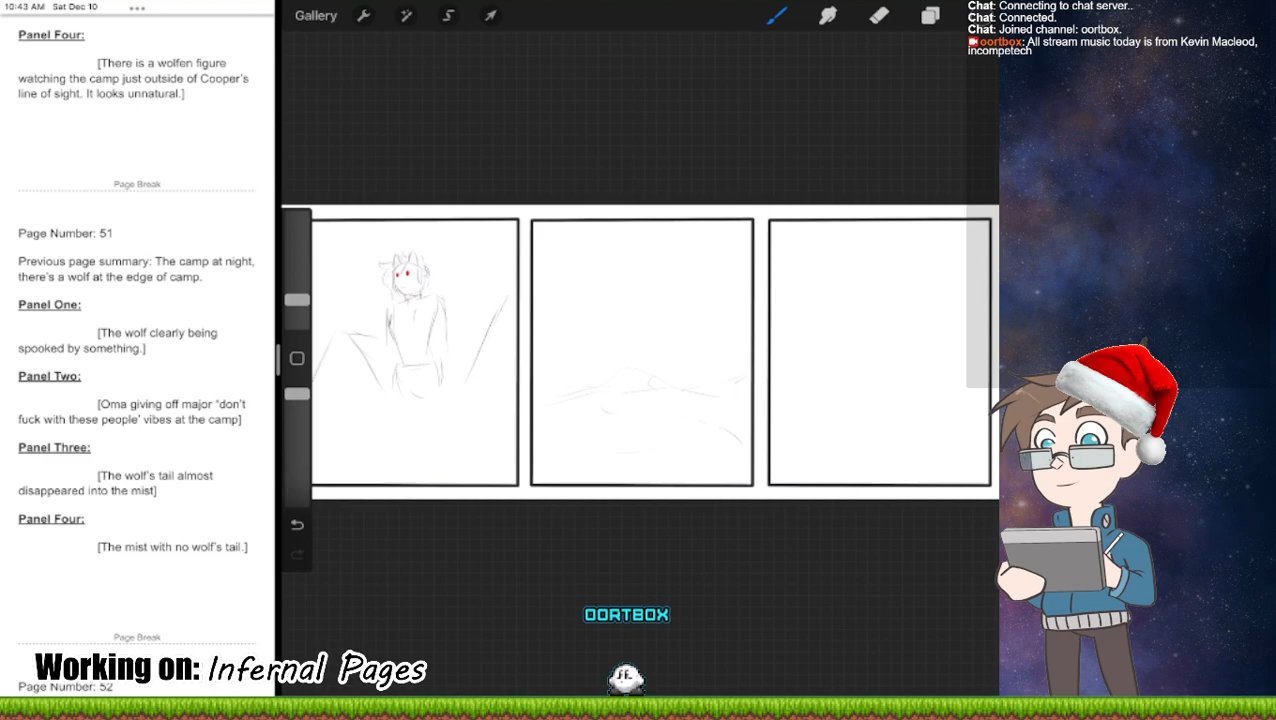 10:43 AM Sat Dec 10
Panel Four:
[There is a wolfen figure
watching the camp just outside of Cooper's
line of sight. It looks unnatural.]
Page Break
Page Number: 51
Previous page summary: The camp at night,
there's a wolf at the edge of camp.
Panel One:
[The wolf clearly being
spooked by something.]
Panel Two:
[Oma giving off major "don't
fuck with these people' vibes at the camp]
Panel Three:
[The wolf's tail almost
disappeared into the mist]
Panel Four:
[The mist with no wolf's tail.]
Page Break
Page Number: 52
Working on: Infernal Pages
Gallery
OORTBOX
Chat: Connecting to chat server..
Chat: Connected.
Chat: Joined channel: oortbox.
oortbox: All stream music today is from Kevin Macleod,
incompetech